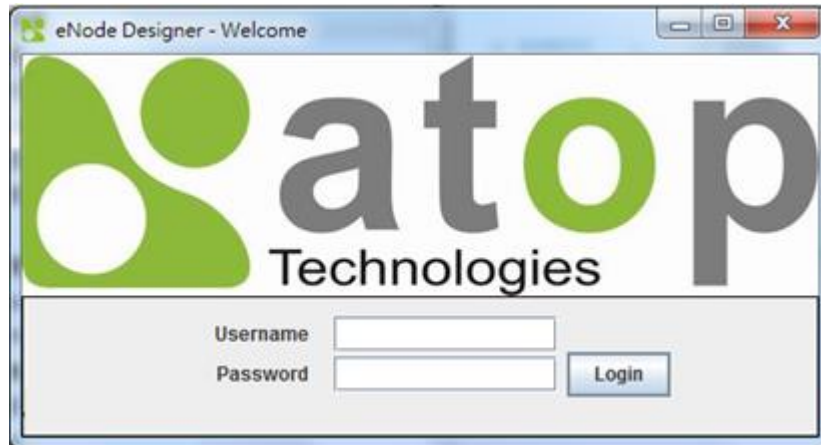 eNode Designer - Welcome
atop
Technologies
Username
Password
Login